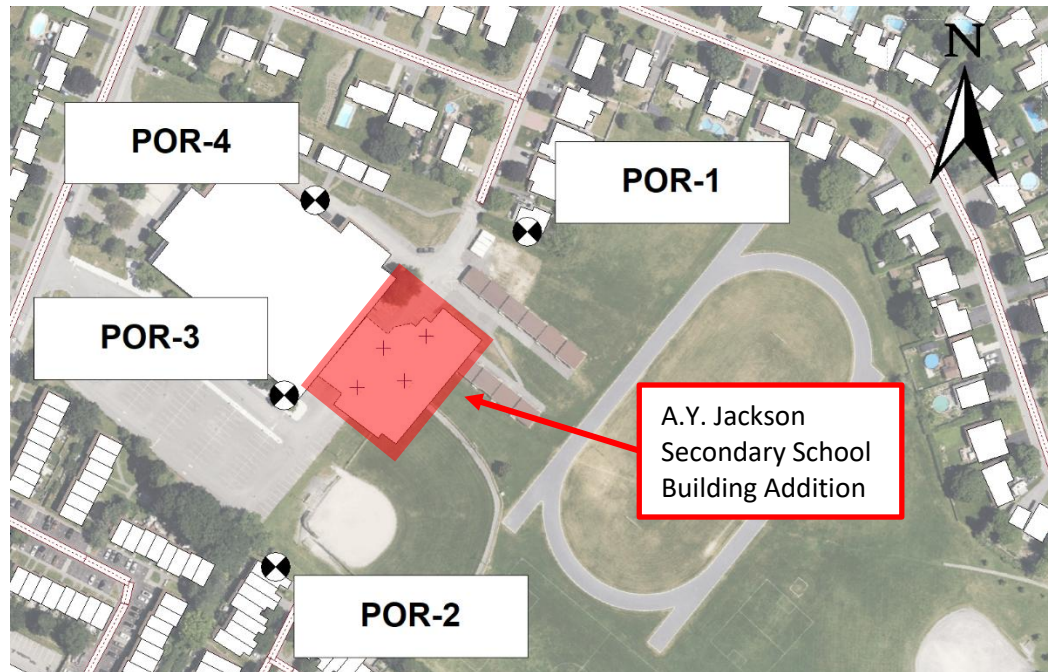 N
POR-4
POR-1
POR-3
A.Y. Jackson
Secondary School
Building Addition
POR-2